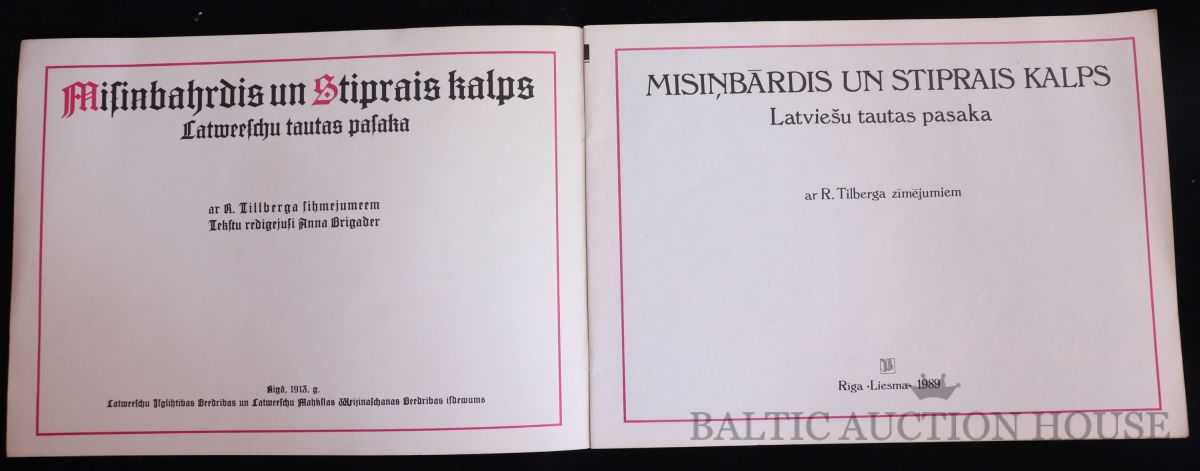 Miſinbahrdis un Stiprais kalps
Latweeſchu tautas paſaka
ar R. Tillberga ſihmejumeem
Tekſtu redigejuſi Anna Brigader
Rigâ, 1913. g.
Latweeſchu Iſglihtibas Beedribas un Latweeſchu Mahkſlas Weizinaſchanas Beedribas iſdewums
MISIŅBĀRDIS UN STIPRAIS KALPS
Latviešu tautas pasaka
ar R. Tilberga zīmējumiem
Rīga «Liesma» 1989
BALTIC AUCTION HOUSE